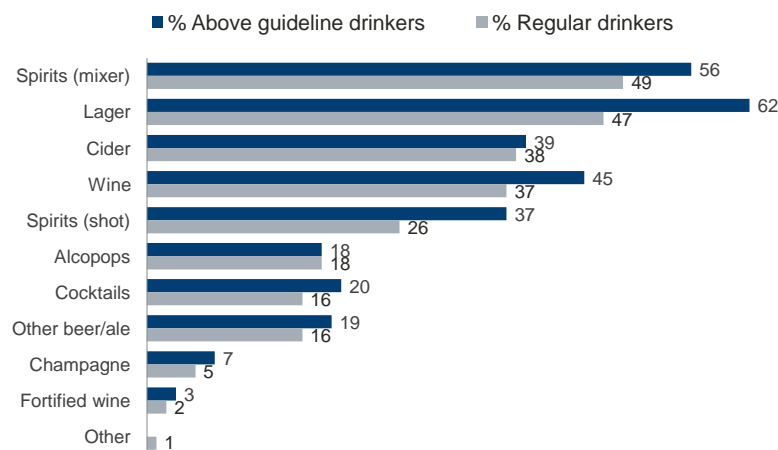 % Above guideline drinkers % Regular drinkers
Spirits (mixer) 56
49
Lager 62
47
Cider 39
38
Wine 45
37
Spirits (shot) 37
26
Alcopops 18
18
Cocktails 20
16
Other beer/ale 19
16
Champagne 7
5
Fortified wine 3
2
Other 1